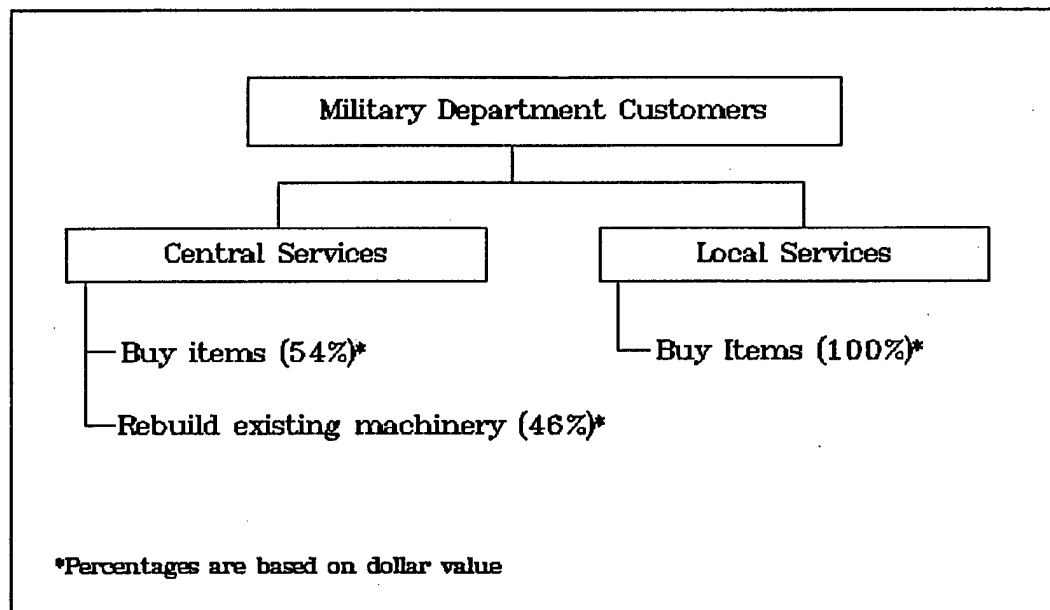 Military Department Customers
Central Services
Local Services
Buy items (54%)*
Buy Items (100%)*
Rebuild existing machinery (46%)*
*Percentages are based on dollar value